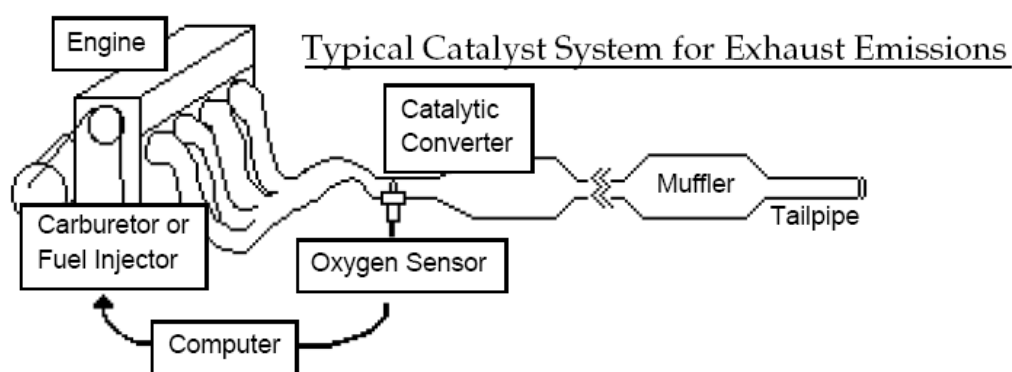 Engine
Typical Catalyst System for Exhaust Emissions
Catalytic
Converter
Muffler
Tailpipe
Carburetor or
Fuel Injector
Oxygen Sensor
Computer